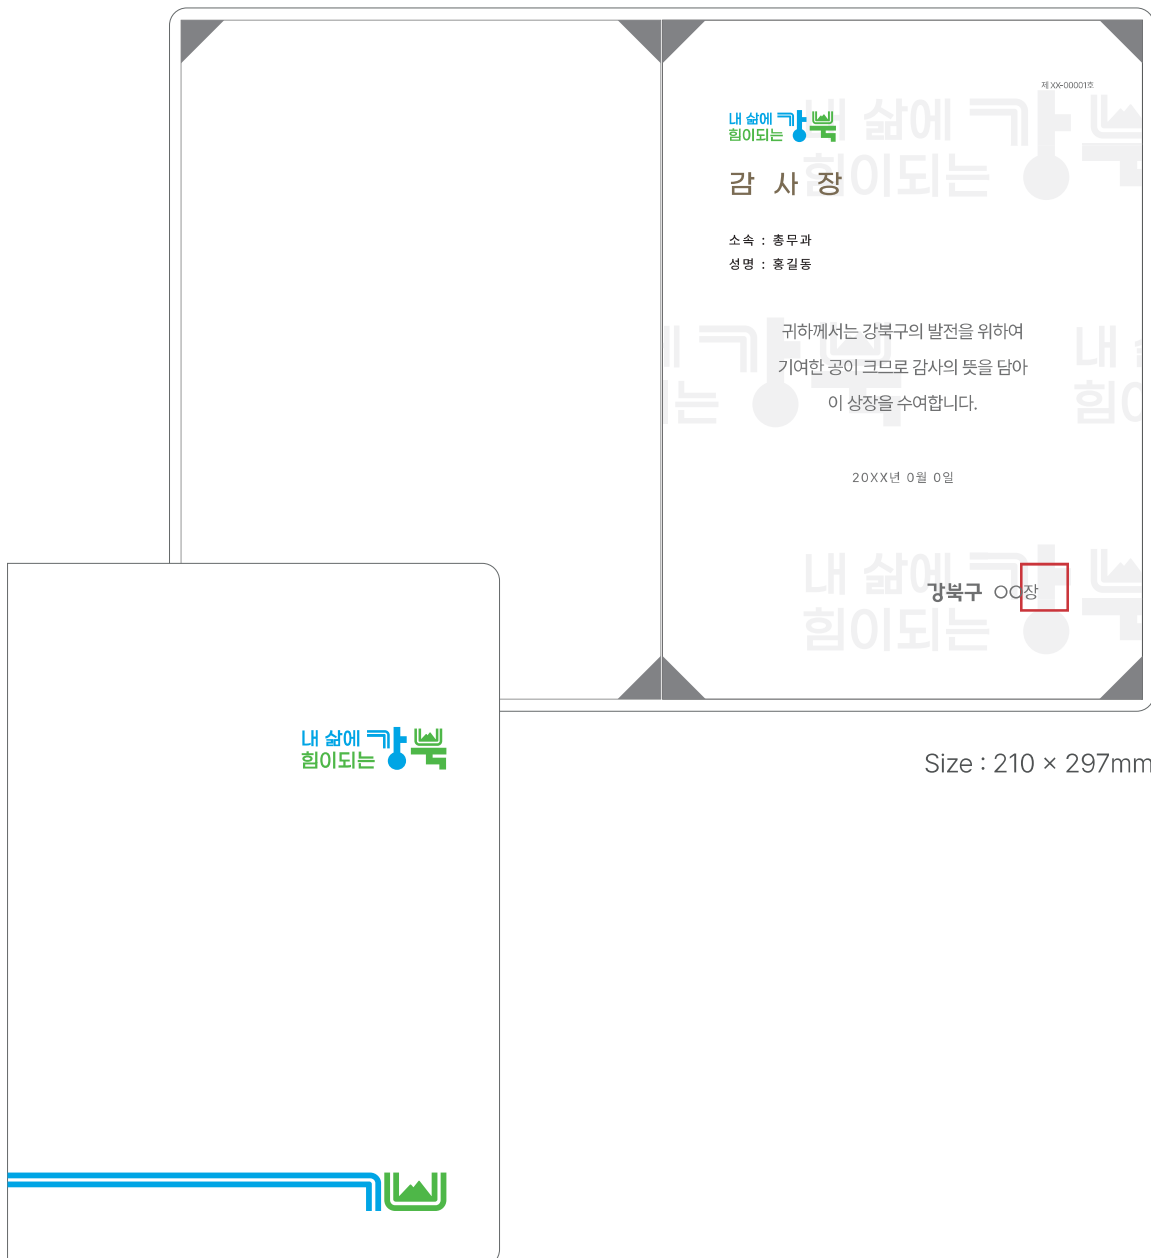 제 XX-00001호
내 삶에 강북
힘이되는
감 사 장
소속 : 총무과
성명 : 홍길동
귀하께서는 강북구의 발전을 위하여
기여한 공이 크므로 감사의 뜻을 담아
이 상장을 수여합니다.
20XX년 0월 0일
강북구 ○○장
내 삶에 강북
힘이되는
Size : 210 × 297mm